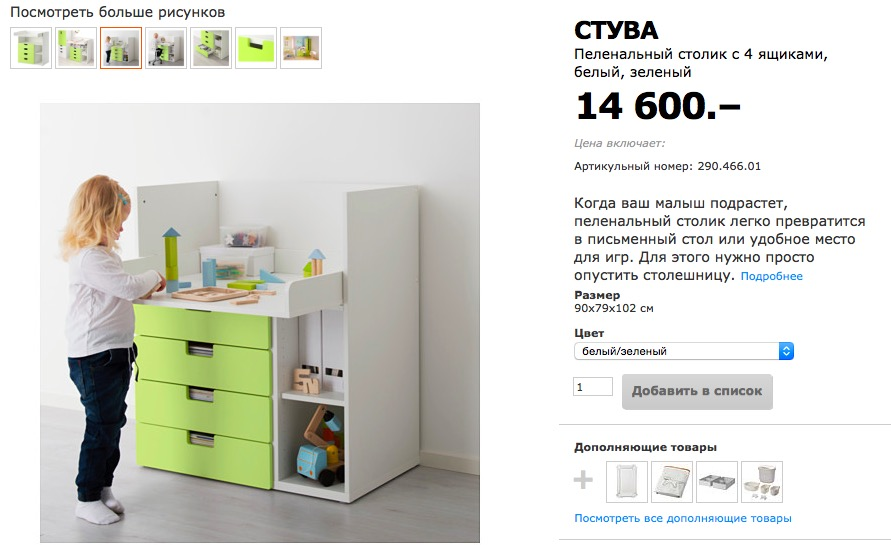 Посмотреть больше рисунков
СТУВА
Пеленальный столик с 4 ящиками,
белый, зеленый
14 600.–
Цена включает:
Артикульный номер: 290.466.01
Когда ваш малыш подрастет,
пеленальный столик легко превратится
в письменный стол или удобное место
для игр. Для этого нужно просто
опустить столешницу. Подробнее
Размер
90x79x102 см
Цвет
белый/зеленый
1
Добавить в список
Дополняющие товары
+
Посмотреть все дополняющие товары
5